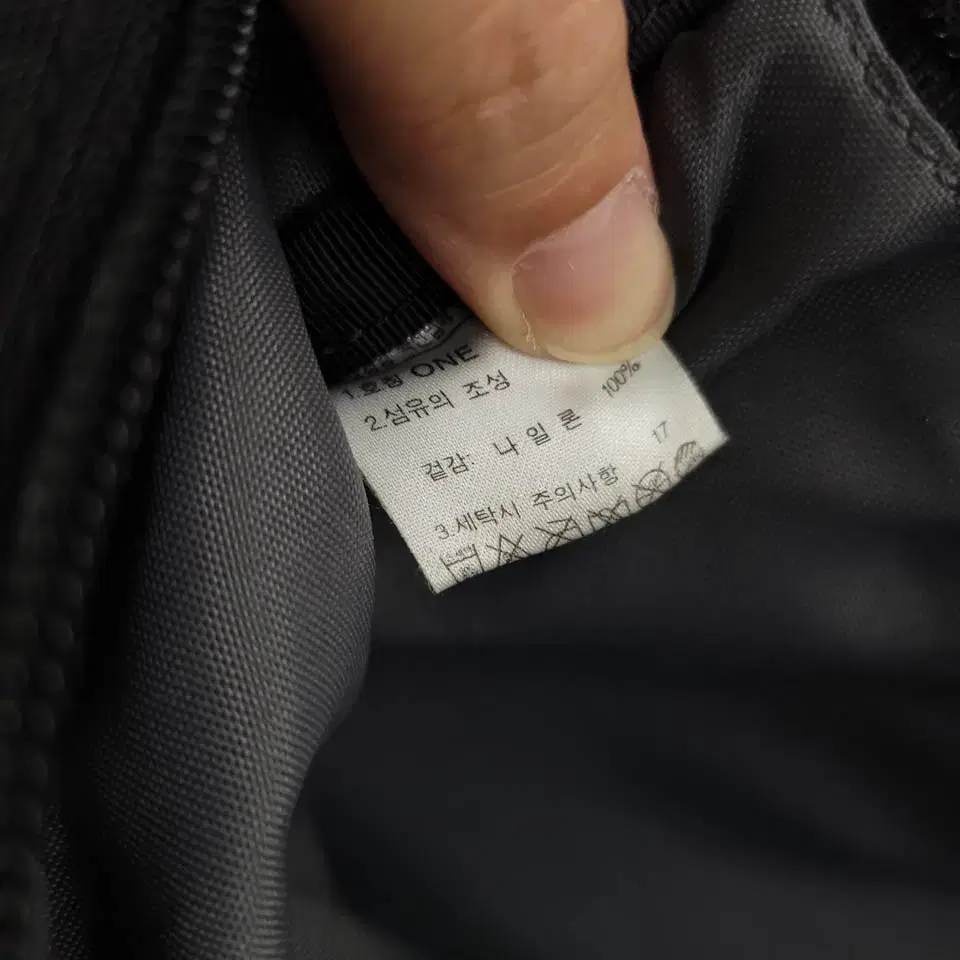 1.호칭 ONE
2.섬유의 조성
겉감: 나 일 론 100%
17
3.세탁시 주의사항